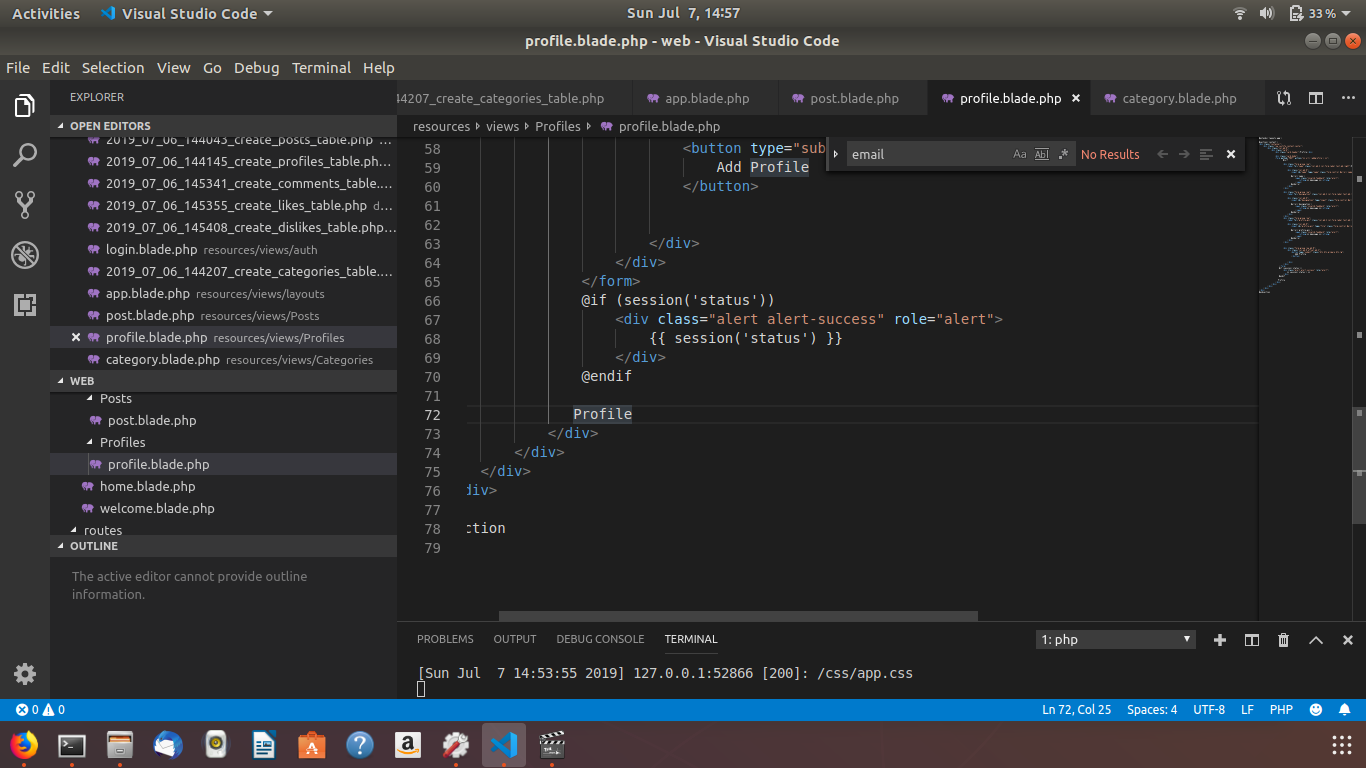 Activities
Visual Studio Code
Sun Jul 7, 14:57
33 %
profile.blade.php - web - Visual Studio Code
File Edit Selection View Go Debug Terminal Help
EXPLORER
OPEN EDITORS
2019_07_06_144043_create_posts_table.php ...
2019_07_06_144145_create_profiles_table.ph...
2019_07_06_145341_create_comments_table....
2019_07_06_145355_create_likes_table.php d...
2019_07_06_145408_create_dislikes_table.php...
login.blade.php resources/views/auth
2019_07_06_144207_create_categories_table....
app.blade.php resources/views/layouts
post.blade.php resources/views/Posts
profile.blade.php resources/views/Profiles
category.blade.php resources/views/Categories
WEB
Posts
post.blade.php
Profiles
profile.blade.php
home.blade.php
welcome.blade.php
routes
OUTLINE
The active editor cannot provide outline
information.
44207_create_categories_table.php
app.blade.php
post.blade.php
profile.blade.php
category.blade.php
resources views Profiles profile.blade.php
email
Aa Abl .* No Results
58 <button type="sub
59 Add Profile
60 </button>
61
62
63 </div>
64 </div>
65 </form>
66 @if (session('status'))
67 <div class="alert alert-success" role="alert">
68 {{ session('status') }}
69 </div>
70 @endif
71
72 Profile
73 </div>
74 </div>
75 </div>
76 div>
77
78 ction
79
PROBLEMS OUTPUT DEBUG CONSOLE TERMINAL
1: php
[Sun Jul  7 14:53:55 2019] 127.0.0.1:52866 [200]: /css/app.css
0 0
Ln 72, Col 25 Spaces: 4 UTF-8 LF PHP